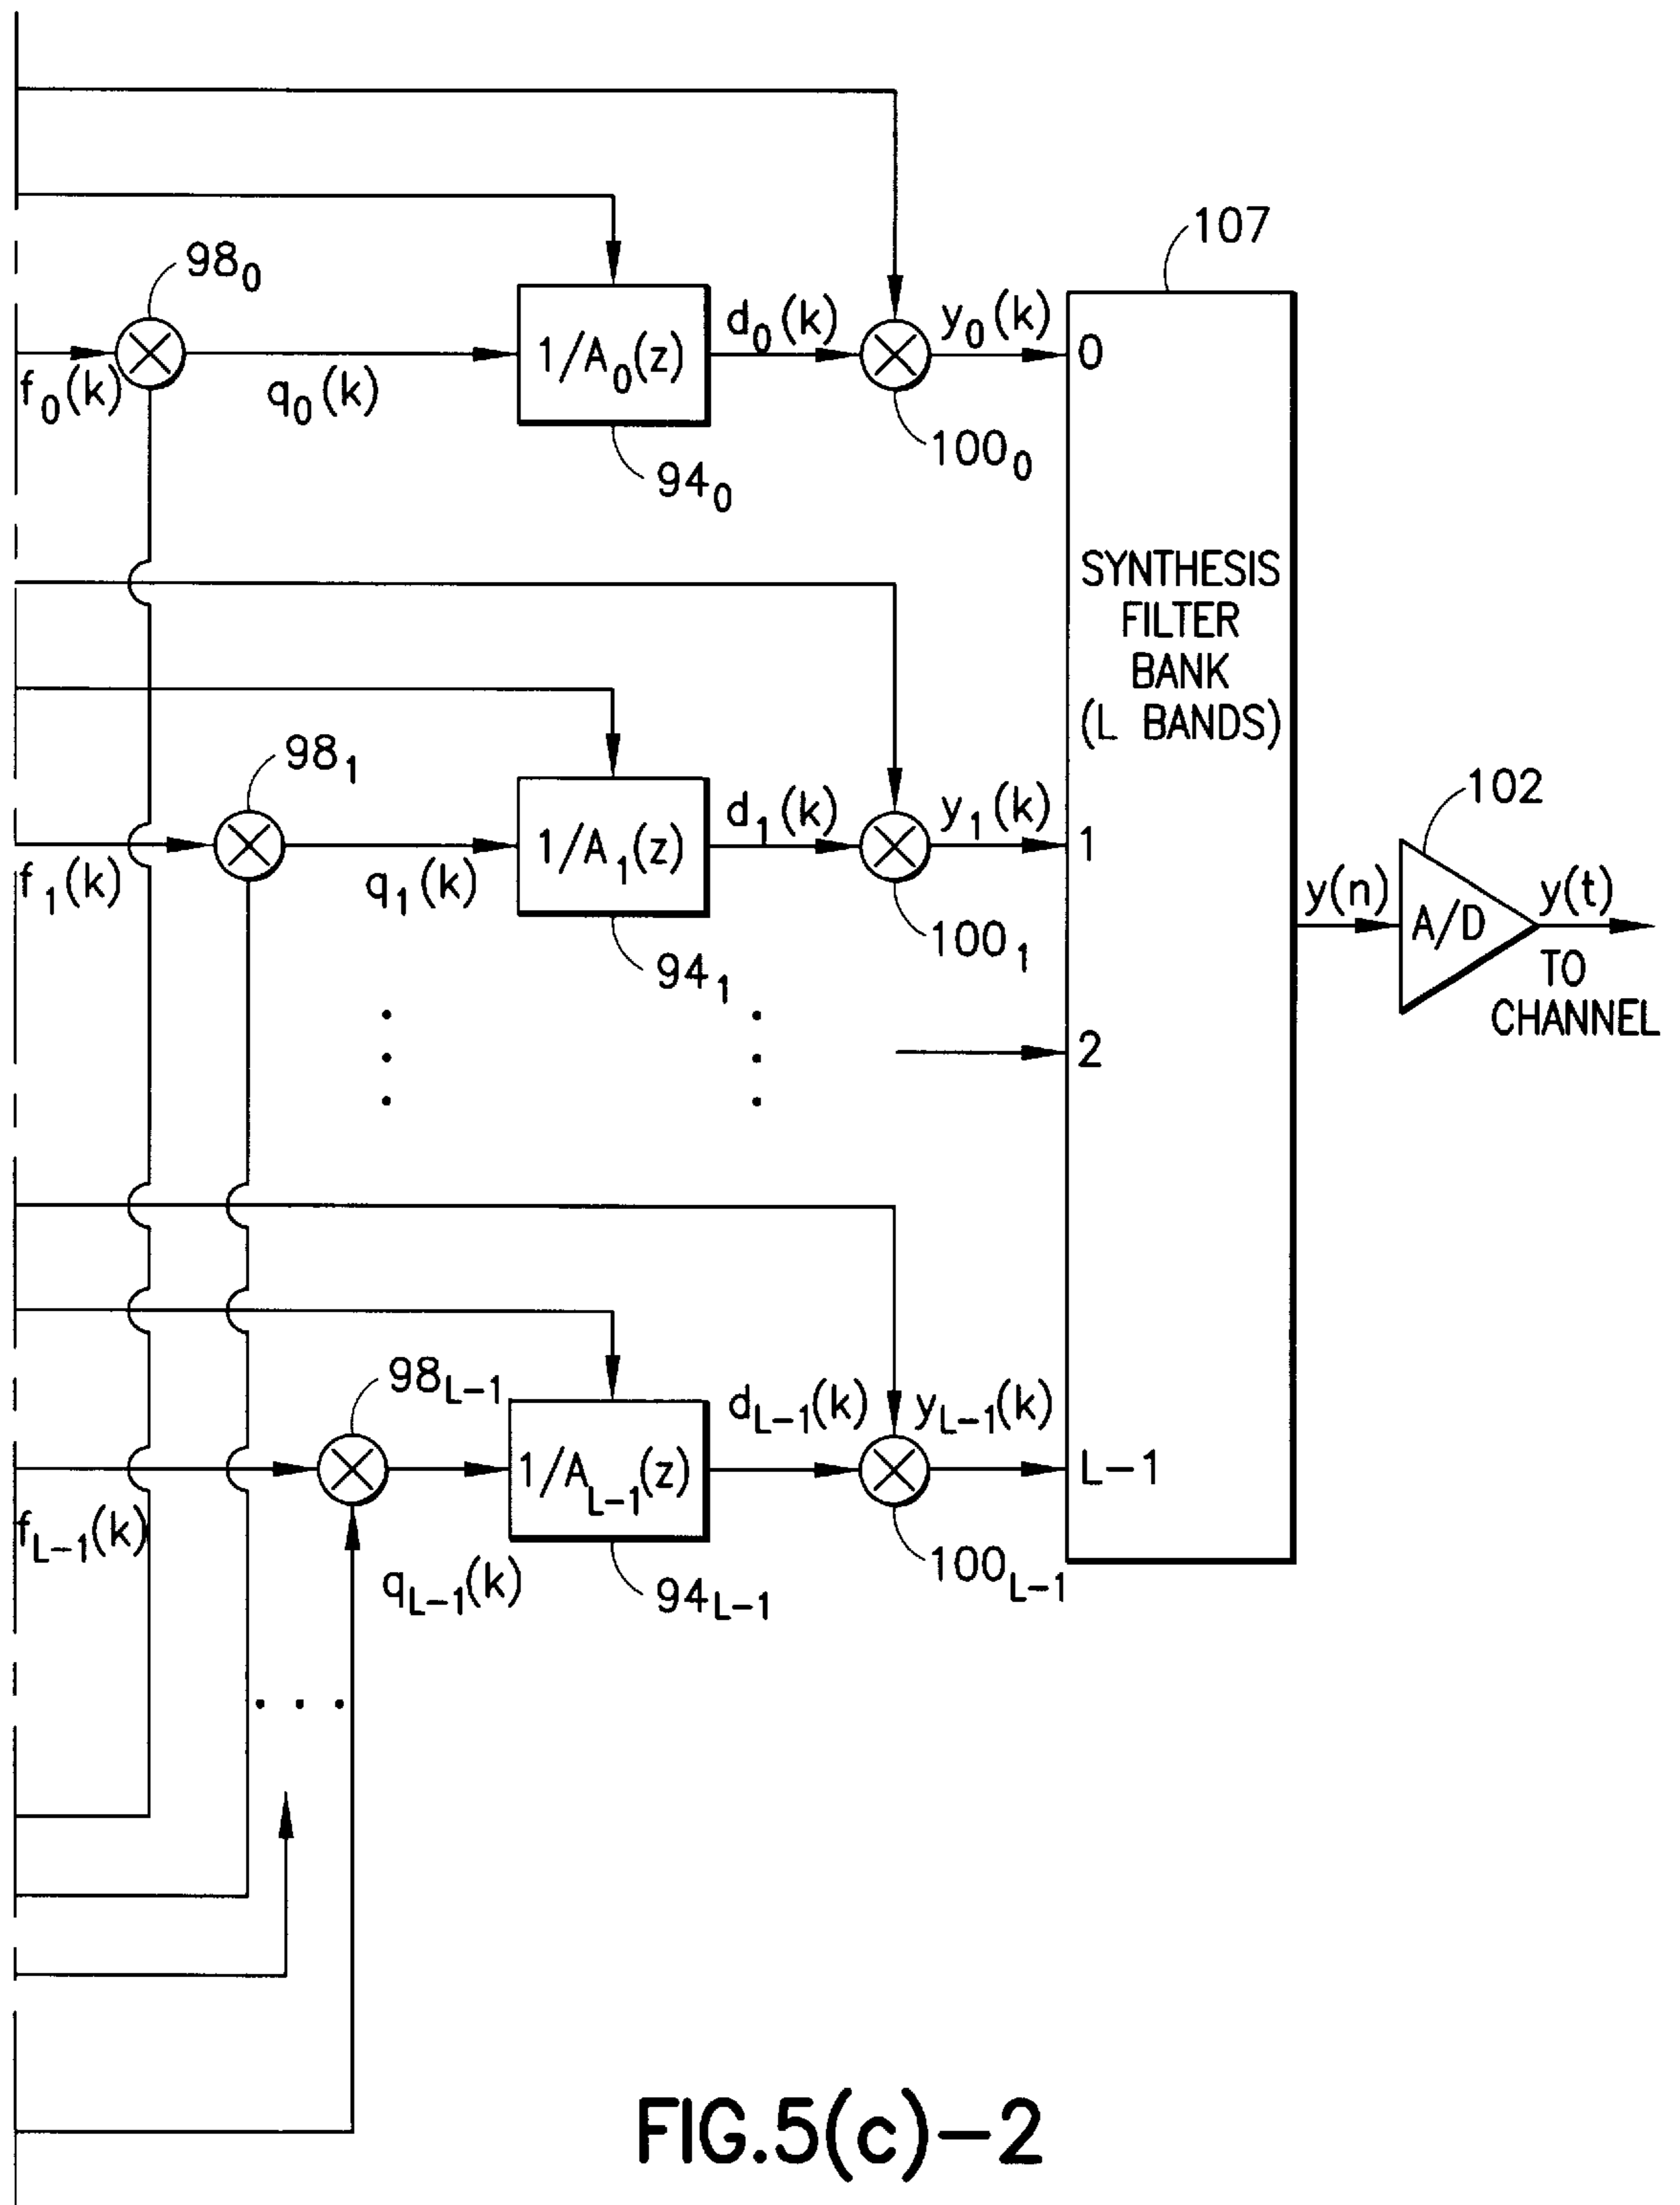 107
98₀
f₀(k)
q₀(k)
1/A₀(z)
d₀(k)
y₀(k)
0
100₀
94₀
SYNTHESIS
FILTER
BANK
(L BANDS)
98₁
f₁(k)
q₁(k)
1/A₁(z)
d₁(k)
y₁(k)
1
100₁
94₁
102
y(n)
A/D
y(t)
TO
CHANNEL
2
98L-1
fL-1(k)
qL-1(k)
1/AL-1(z)
dL-1(k)
yL-1(k)
L-1
100L-1
94L-1
FIG.5(c)-2